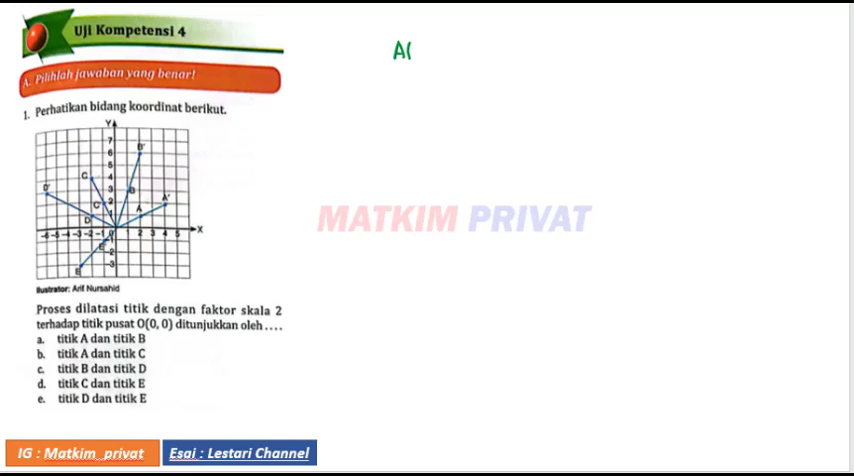 Uji Kompetensi 4
A(
A. Pjlihlah jawaban yang benar!
1. Perhatikan bidang koordinat berikut.
Y
7
B'
6
5
C 4
D' 3 B
C' 2 A A'
D 1
-6 -5 -4 -3 -2 -1 0 1 2 3 4 5 X
E' -1
-2
E -3
MATKIM PRIVAT
Ilustrator: Arif Nursahid
Proses dilatasi titik dengan faktor skala 2
terhadap titik pusat O(0, 0) ditunjukkan oleh ....
a. titik A dan titik B
b. titik A dan titik C
c. titik B dan titik D
d. titik C dan titik E
e. titik D dan titik E
IG : Matkim_privat Esai : Lestari Channel